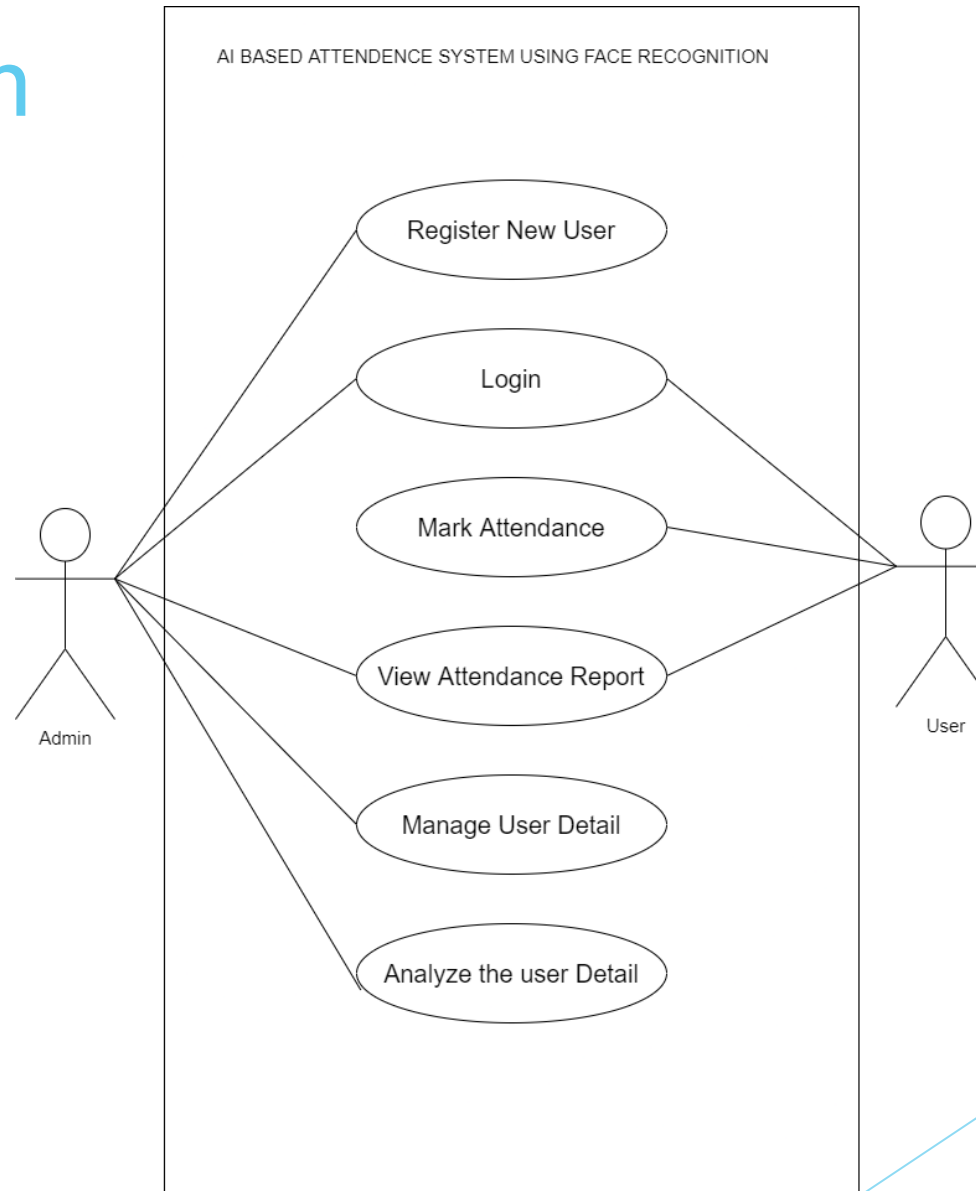 n
AI BASED ATTENDENCE SYSTEM USING FACE RECOGNITION
Register New User
Login
Mark Attendance
View Attendance Report
Manage User Detail
Analyze the user Detail
Admin
User